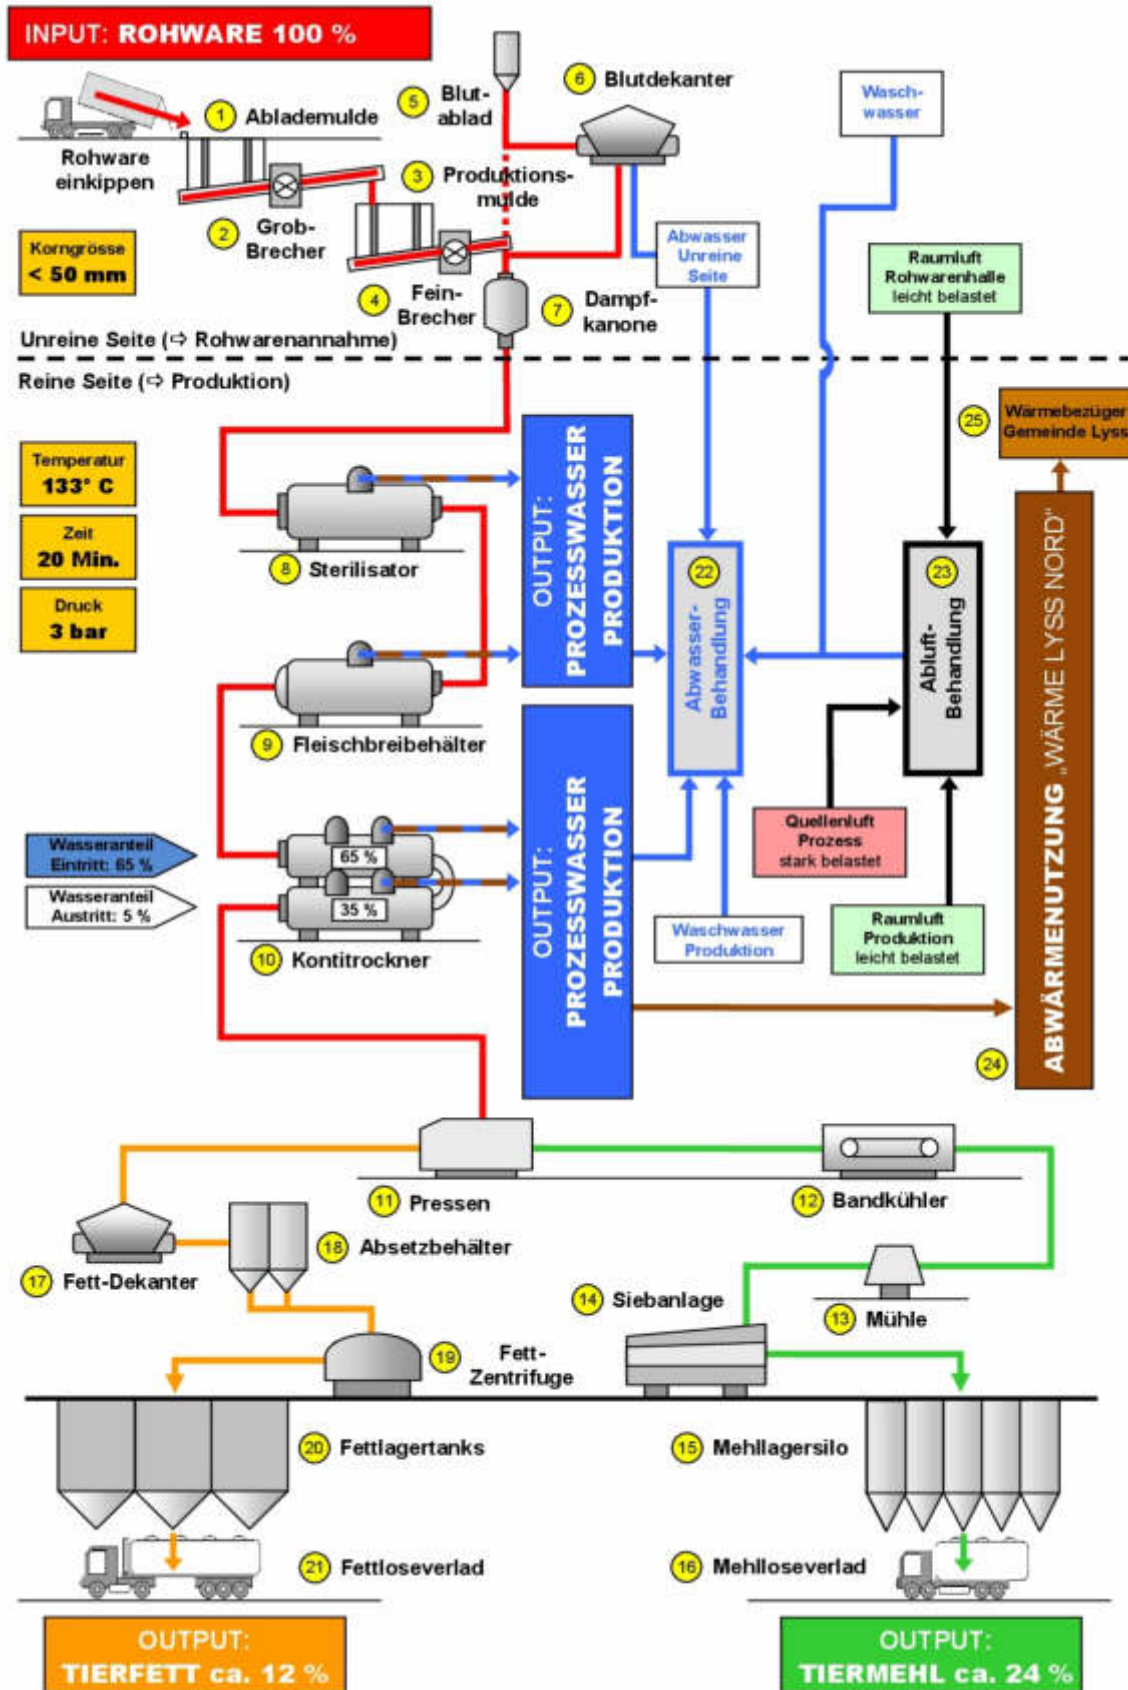 INPUT: ROHWARE 100 %
Rohware
einkippen
1 Ablademulde
2 Grob-
Brecher
3 Produktions-
mulde
4 Fein-
Brecher
5 Blut-
ablad
6 Blutdekanter
7 Dampf-
kanone
Wasch-
wasser
Abwasser
Unreine
Seite
Raumluft
Rohwarenhalle
leicht belastet
Korngrösse
< 50 mm
Unreine Seite (⇨ Rohwarenannahme)
Reine Seite (⇨ Produktion)
25
Wärmebezüger
Gemeinde Lyss
Temperatur
133° C
Zeit
20 Min.
Druck
3 bar
8 Sterilisator
9 Fleischbreibehälter
OUTPUT:
PROZESSWASSER
PRODUKTION
22
Abwasser-
Behandlung
23
Abluft-
Behandlung
ABWÄRMENUTZUNG „WÄRME LYSS NORD“
24
Wasseranteil
Eintritt: 65 %
Wasseranteil
Austritt: 5 %
65 %
35 %
10 Kontitrockner
OUTPUT:
PROZESSWASSER
PRODUKTION
Quellenluft
Prozess
stark belastet
Waschwasser
Produktion
Raumluft
Produktion
leicht belastet
11 Pressen
12 Bandkühler
17 Fett-Dekanter
18 Absetzbehälter
14 Siebanlage
13 Mühle
19 Fett-
Zentrifuge
20 Fettlagertanks
15 Mehllagersilo
21 Fettloseverlad
16 Mehlloseverlad
OUTPUT:
TIERFETT ca. 12 %
OUTPUT:
TIERMEHL ca. 24 %